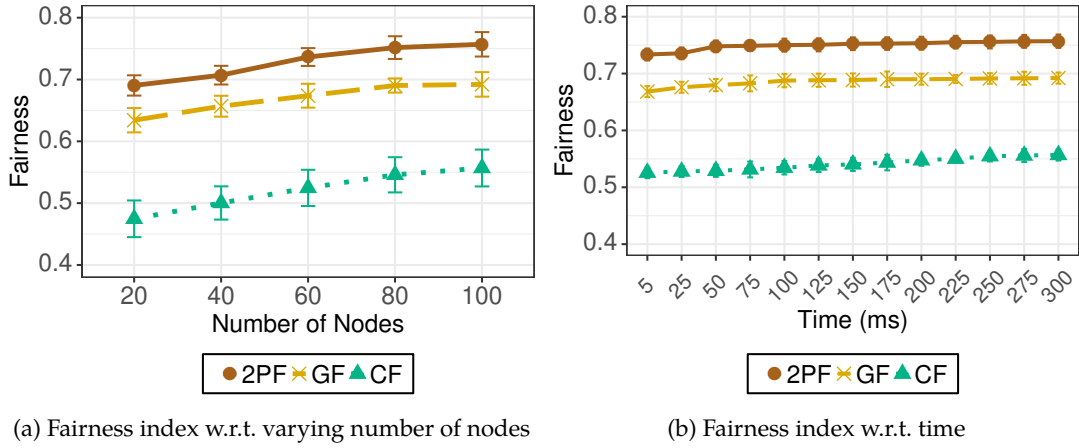 0.8
0.7
0.6
0.5
0.4
Fairness
20 40 60 80 100
Number of Nodes
2PF GF CF
(a) Fairness index w.r.t. varying number of nodes
0.8
0.7
0.6
0.5
0.4
Fairness
5 25 50 75 100 125 150 175 200 225 250 275 300
Time (ms)
2PF GF CF
(b) Fairness index w.r.t. time